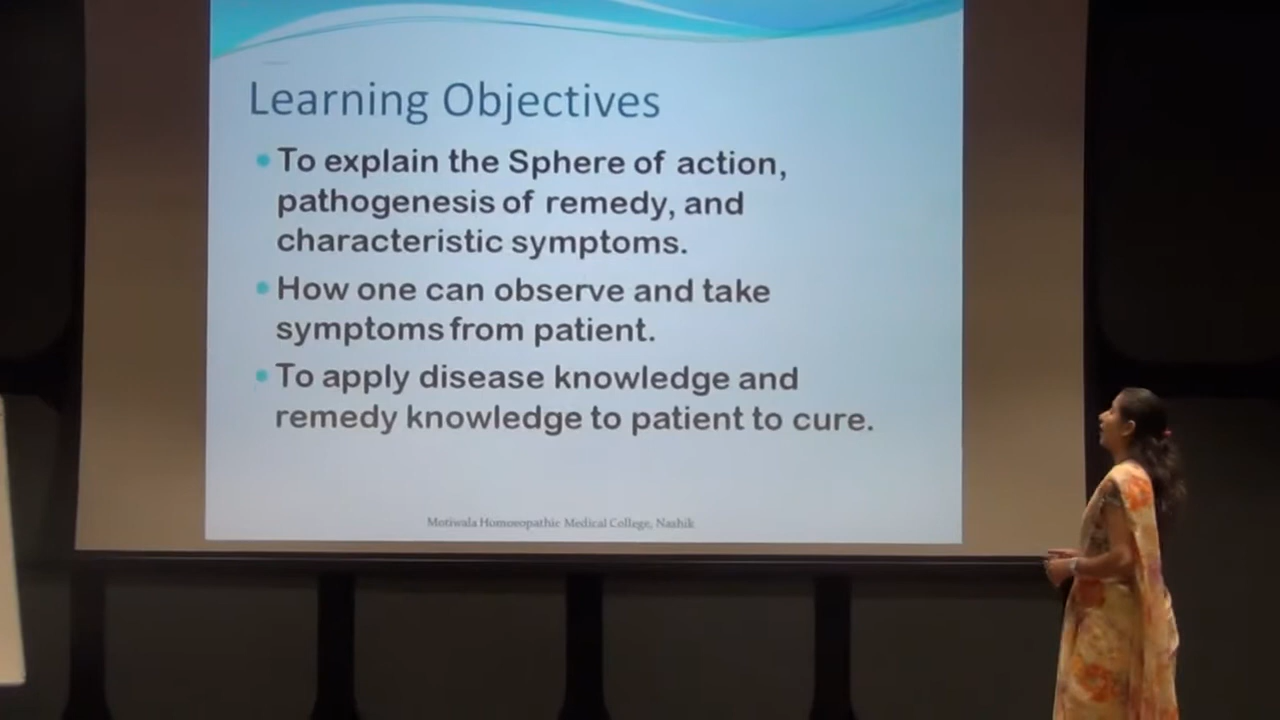 Learning Objectives
To explain the Sphere of action,
pathogenesis of remedy, and
characteristic symptoms.
How one can observe and take
symptoms from patient.
To apply disease knowledge and
remedy knowledge to patient to cure.
Motiwala Homoeopathic Medical College, Nashik